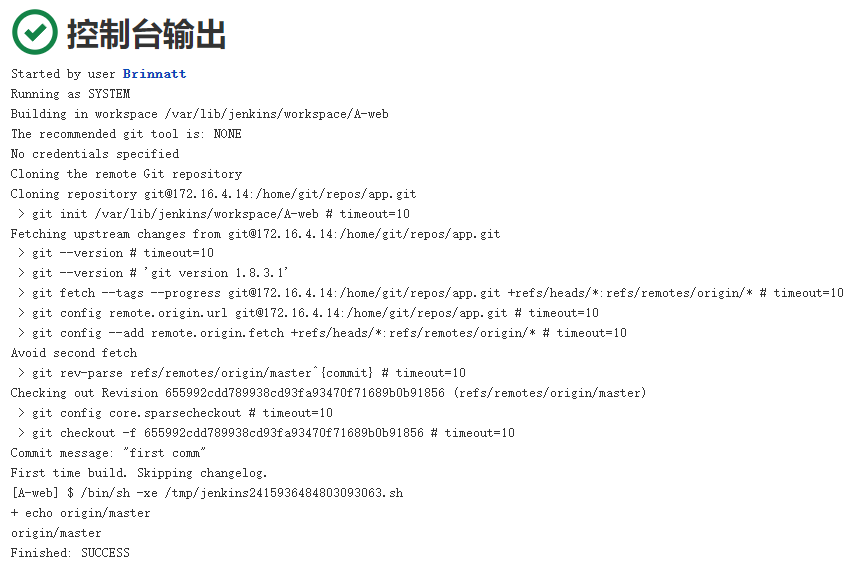 控制台输出
Started by user Brinnatt
Running as SYSTEM
Building in workspace /var/lib/jenkins/workspace/A-web
The recommended git tool is: NONE
No credentials specified
Cloning the remote Git repository
Cloning repository git@172.16.4.14:/home/git/repos/app.git
 > git init /var/lib/jenkins/workspace/A-web # timeout=10
Fetching upstream changes from git@172.16.4.14:/home/git/repos/app.git
 > git --version # timeout=10
 > git --version # 'git version 1.8.3.1'
 > git fetch --tags --progress git@172.16.4.14:/home/git/repos/app.git +refs/heads/*:refs/remotes/origin/* # timeout=10
 > git config remote.origin.url git@172.16.4.14:/home/git/repos/app.git # timeout=10
 > git config --add remote.origin.fetch +refs/heads/*:refs/remotes/origin/* # timeout=10
Avoid second fetch
 > git rev-parse refs/remotes/origin/master^{commit} # timeout=10
Checking out Revision 655992cdd789938cd93fa93470f71689b0b91856 (refs/remotes/origin/master)
 > git config core.sparsecheckout # timeout=10
 > git checkout -f 655992cdd789938cd93fa93470f71689b0b91856 # timeout=10
Commit message: "first comm"
First time build. Skipping changelog.
[A-web] $ /bin/sh -xe /tmp/jenkins2415936484803093063.sh
+ echo origin/master
origin/master
Finished: SUCCESS